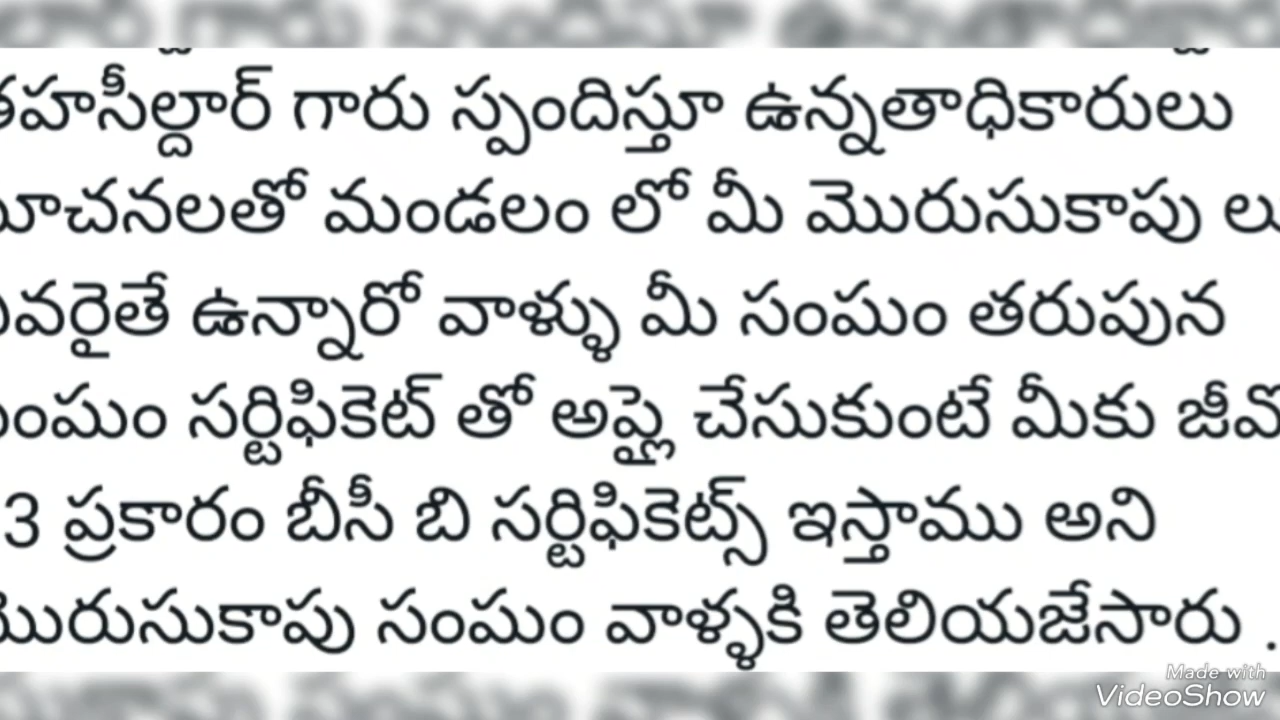 తహసీల్దార్ గారు స్పందిస్తూ ఉన్నతాధికారులు
సూచనలతో మండలం లో మీ మొరుసుకాపు లు
ఎవరైతే ఉన్నారో వాళ్ళు మీ సంఘం తరుపున
సంఘం సర్టిఫికెట్ తో అప్లై చేసుకుంటే మీకు జీవో
3 ప్రకారం బీసీ బి సర్టిఫికెట్స్ ఇస్తాము అని
మొరుసుకాపు సంఘం వాళ్ళకి తెలియజేసారు .
Made with
VideoShow